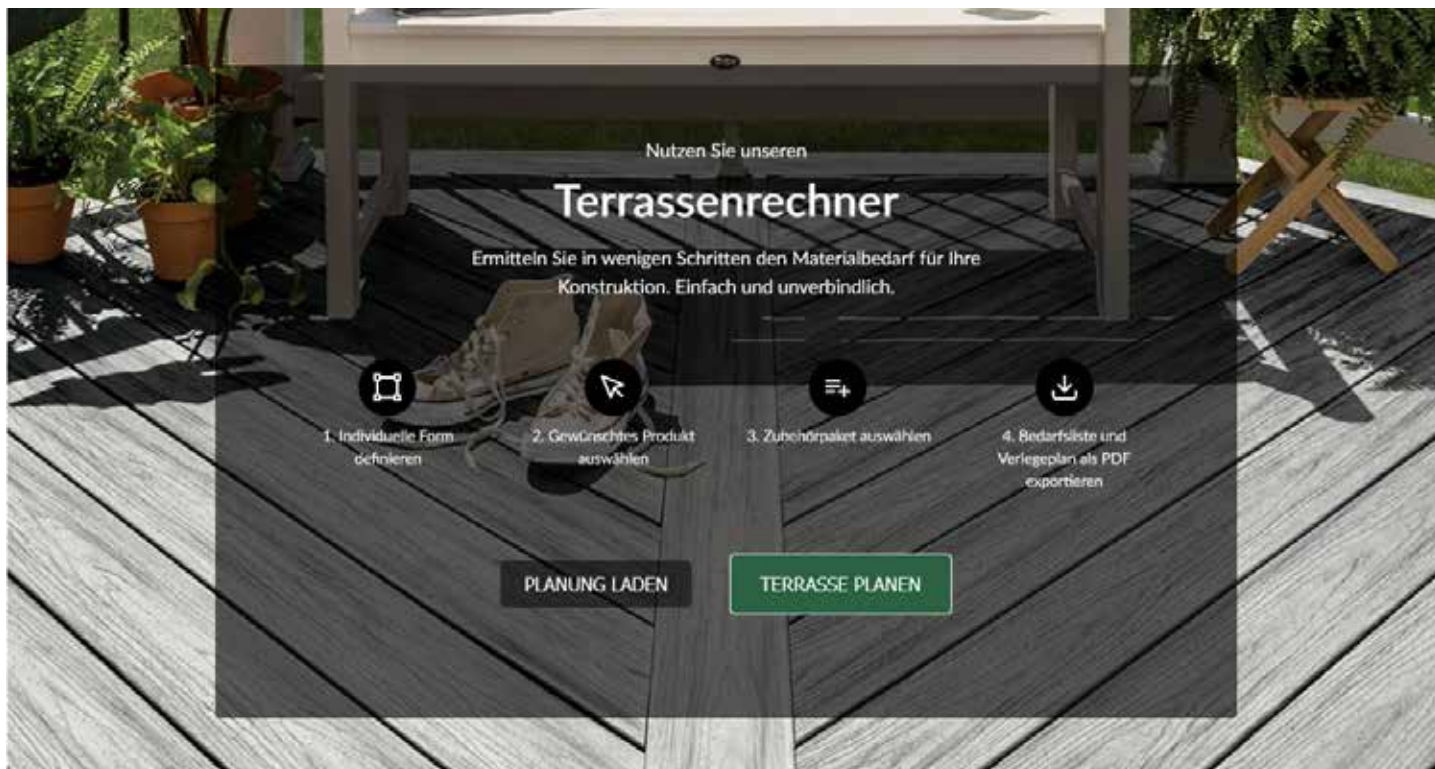 Nutzen Sie unseren
Terrassenrechner
Ermitteln Sie in wenigen Schritten den Materialbedarf für Ihre
Konstruktion. Einfach und unverbindlich.
1. Individuelle Form
definieren
2. Gewünschtes Produkt
auswählen
3. Zubehörpaket auswählen
4. Bedarfsliste und
Verlegeplan als PDF
exportieren
PLANUNG LADEN
TERRASSE PLANEN